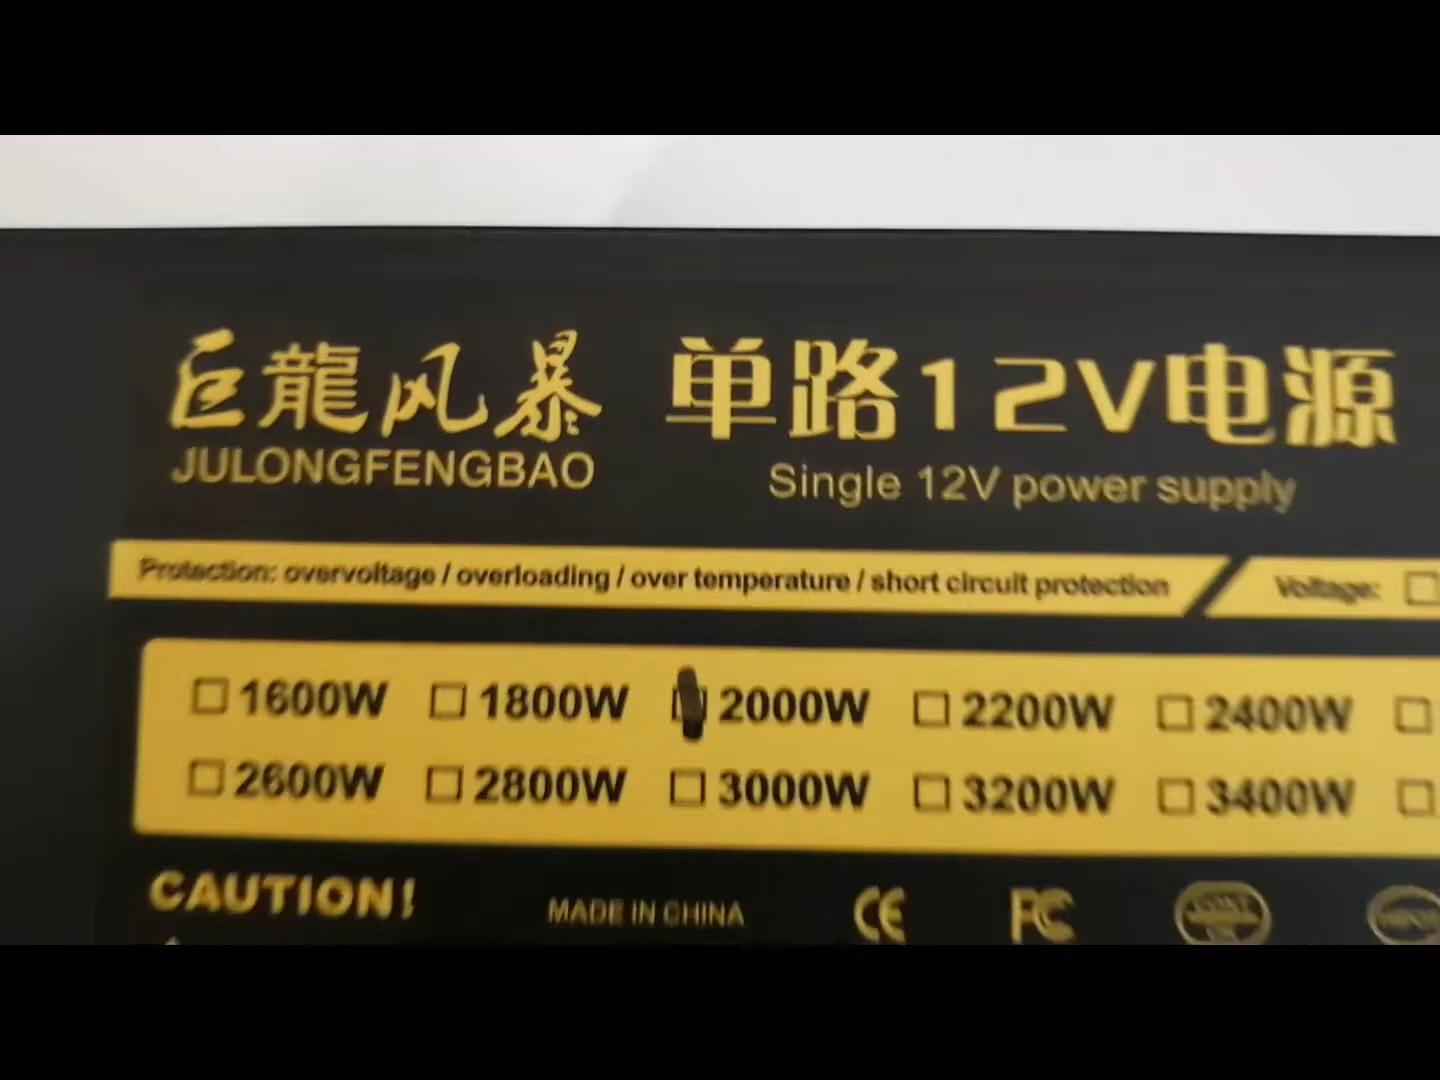 巨龍风暴 单路12V电源
JULONGFENGBAO Single 12V power supply
Protection: overvoltage / overloading / over temperature / short circuit protection Voltage:
1600W 1800W 2000W 2200W 2400W
2600W 2800W 3000W 3200W 3400W
CAUTION! MADE IN CHINA CE FC